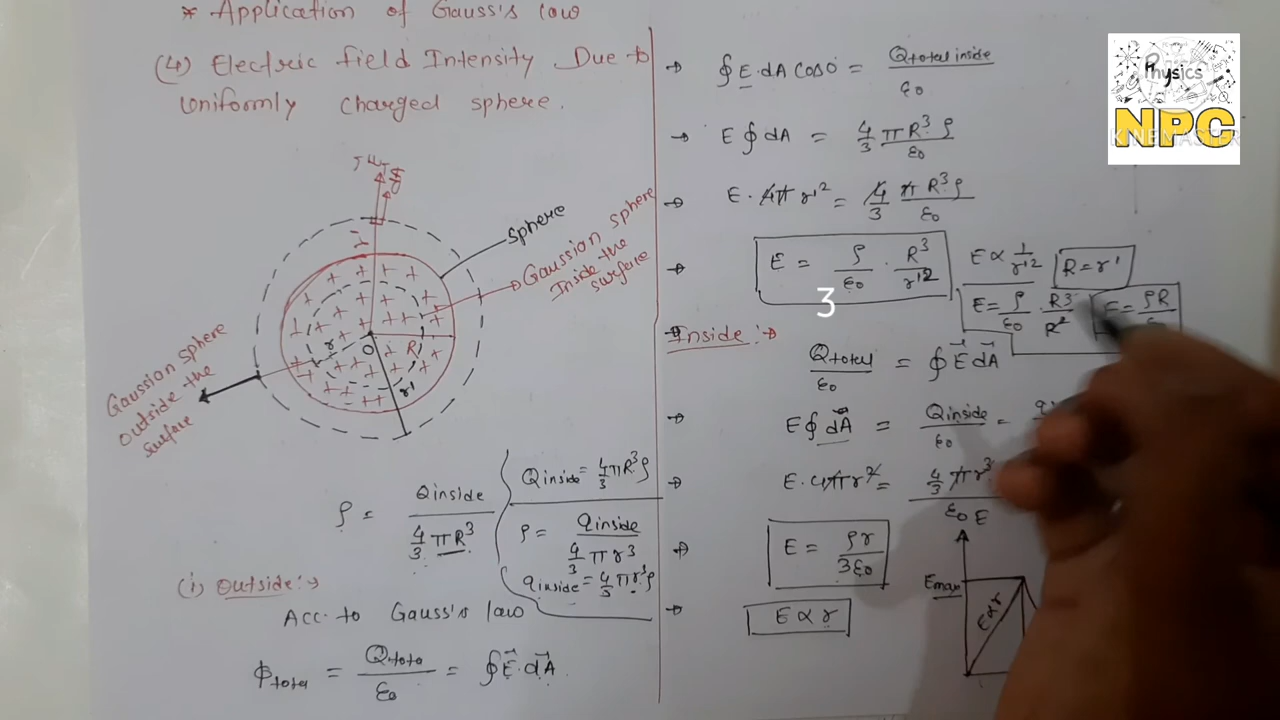 * Application of Gauss's law
(4) Electric field Intensity Due to
Uniformly charged sphere.
sphere
Gaussion sphere
Inside the
surface
Gaussion sphere
outside the
surface
r
O
R
r'
ρ = Qinside / (4/3 πR³)
Qinside = 4/3 πR³ρ
ρ = qinside / (4/3 πr³)
qinside = 4/3 πr³ρ
(i) Outside :→
Acc. to Gauss's law
ϕtotal = Qtoto / ε0 = ∮E⃗.dA⃗
→ ∮E.dA Cos0 = Qtotal inside / ε0
→ E∮dA = 4/3 πR³ρ / ε0
→ E.4πr'² = 4/3 πR³ρ / ε0
→ E = ρ/ε0 . R³/r'²
3
E ∝ 1/r'²
R = r'
E = ρ/ε0 . R³/R²
E = ρR
→ Inside :→
Qtotal / ε0 = ∮E⃗ dA⃗
→ E∮dA⃗ = Qinside / ε0 =
→ E.4πr² = 4/3 πr³ / ε0
→ E = ρr / 3ε0
→ E ∝ r
E
Emax
E∝r
Physics
NPC
KINEMASTER